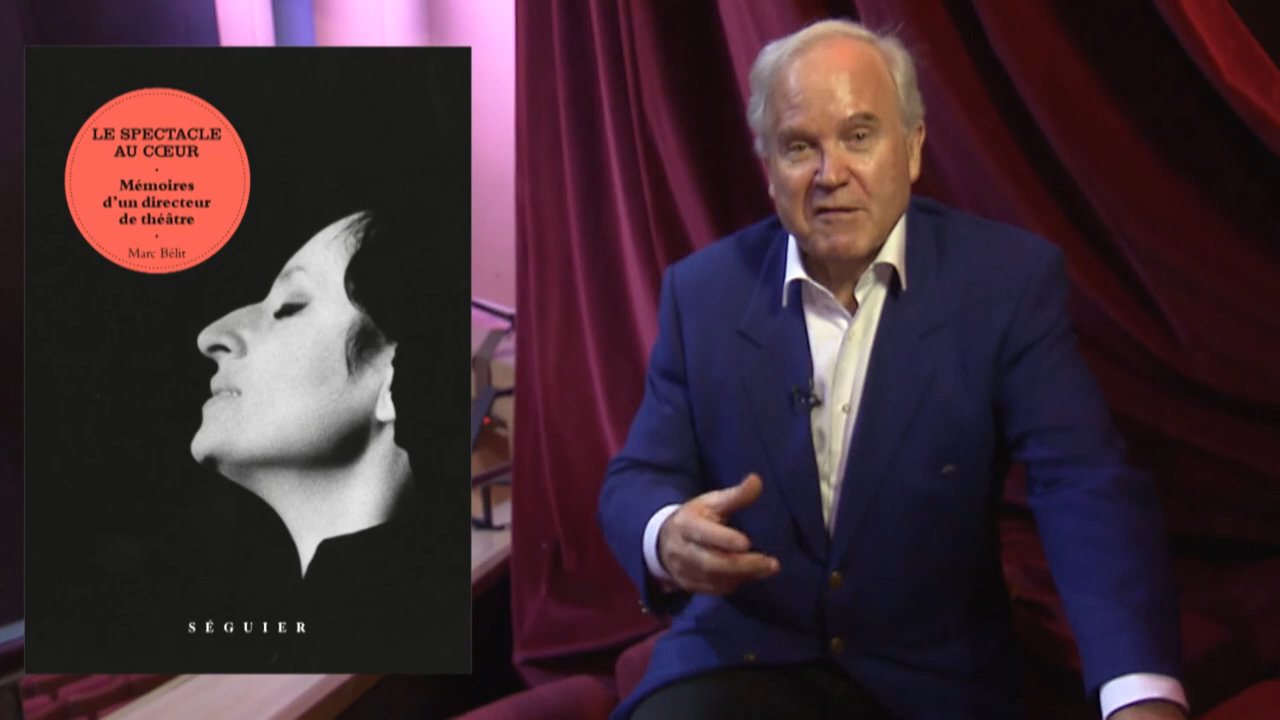 LE SPECTACLE
AU CŒUR
Mémoires
d'un directeur
de théâtre
Marc Bélit
SÉGUIER